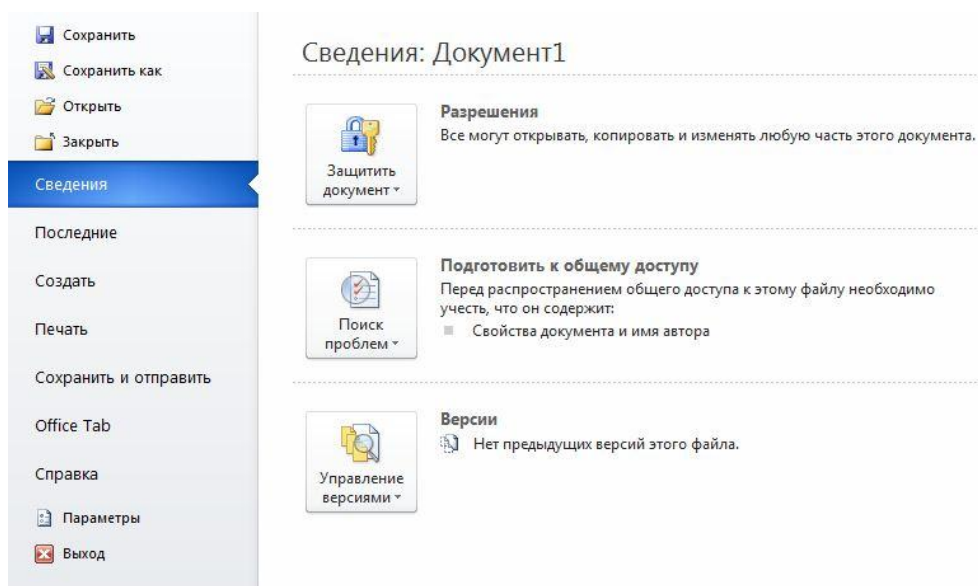 Сохранить
Сохранить как
Открыть
Закрыть
Сведения
Последние
Создать
Печать
Сохранить и отправить
Office Tab
Справка
Параметры
Выход
Сведения: Документ1
Защитить
документ
Разрешения
Все могут открывать, копировать и изменять любую часть этого документа.
Поиск
проблем
Подготовить к общему доступу
Перед распространением общего доступа к этому файлу необходимо
учесть, что он содержит:
Свойства документа и имя автора
Управление
версиями
Версии
Нет предыдущих версий этого файла.